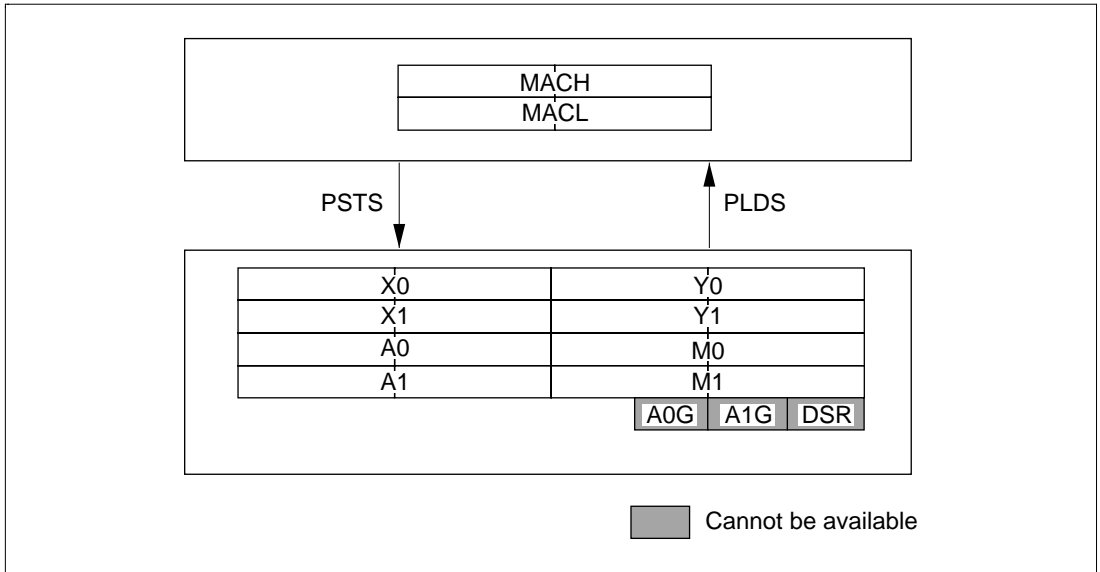 MACH
MACL
PSTS PLDS
X0 Y0
X1 Y1
A0 M0
A1 M1
A0G A1G DSR
Cannot be available